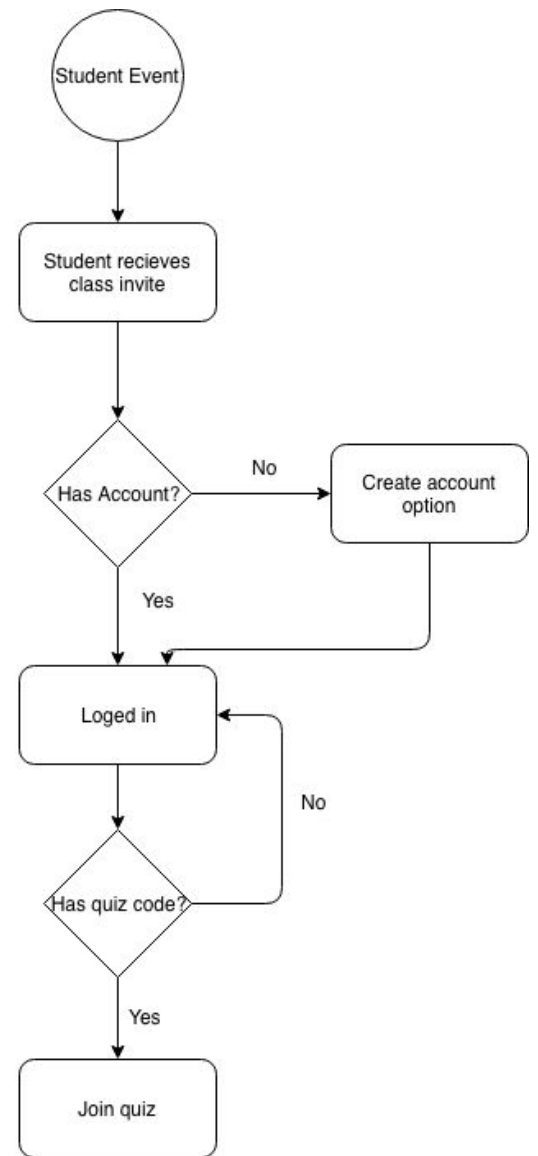 Student Event
Student recieves
class invite
Has Account?
No
Create account
option
Yes
Loged in
No
Has quiz code?
Yes
Join quiz